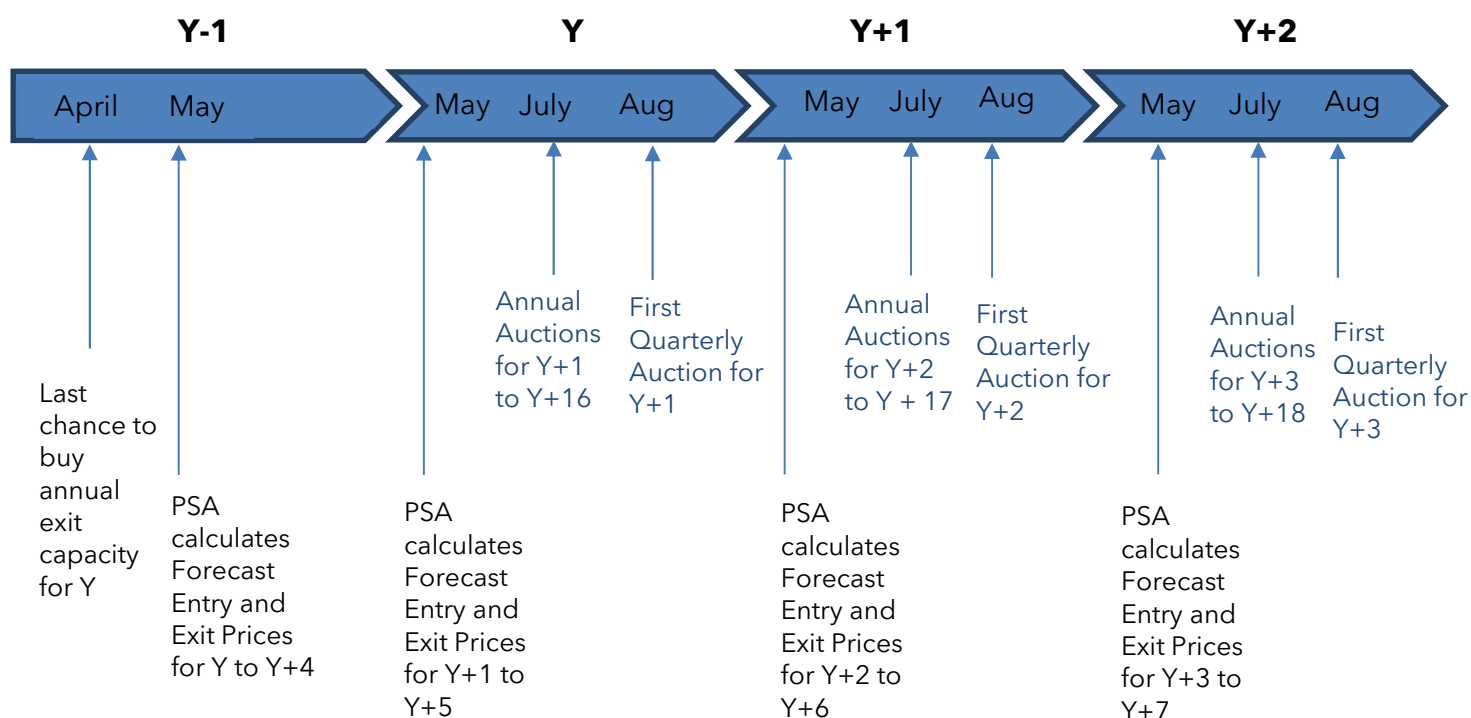 Y-1
Y
Y+1
Y+2
April
May
May
July
Aug
May
July
Aug
May
July
Aug
Last
chance to
buy
annual
exit
capacity
for Y
PSA
calculates
Forecast
Entry and
Exit Prices
for Y to Y+4
PSA
calculates
Forecast
Entry and
Exit Prices
for Y+1 to
Y+5
Annual
Auctions
for Y+1
to Y+16
First
Quarterly
Auction for
Y+1
PSA
calculates
Forecast
Entry and
Exit Prices
for Y+2 to
Y+6
Annual
Auctions
for Y+2
to Y + 17
First
Quarterly
Auction for
Y+2
PSA
calculates
Forecast
Entry and
Exit Prices
for Y+3 to
Y+7
Annual
Auctions
for Y+3
to Y+18
First
Quarterly
Auction for
Y+3